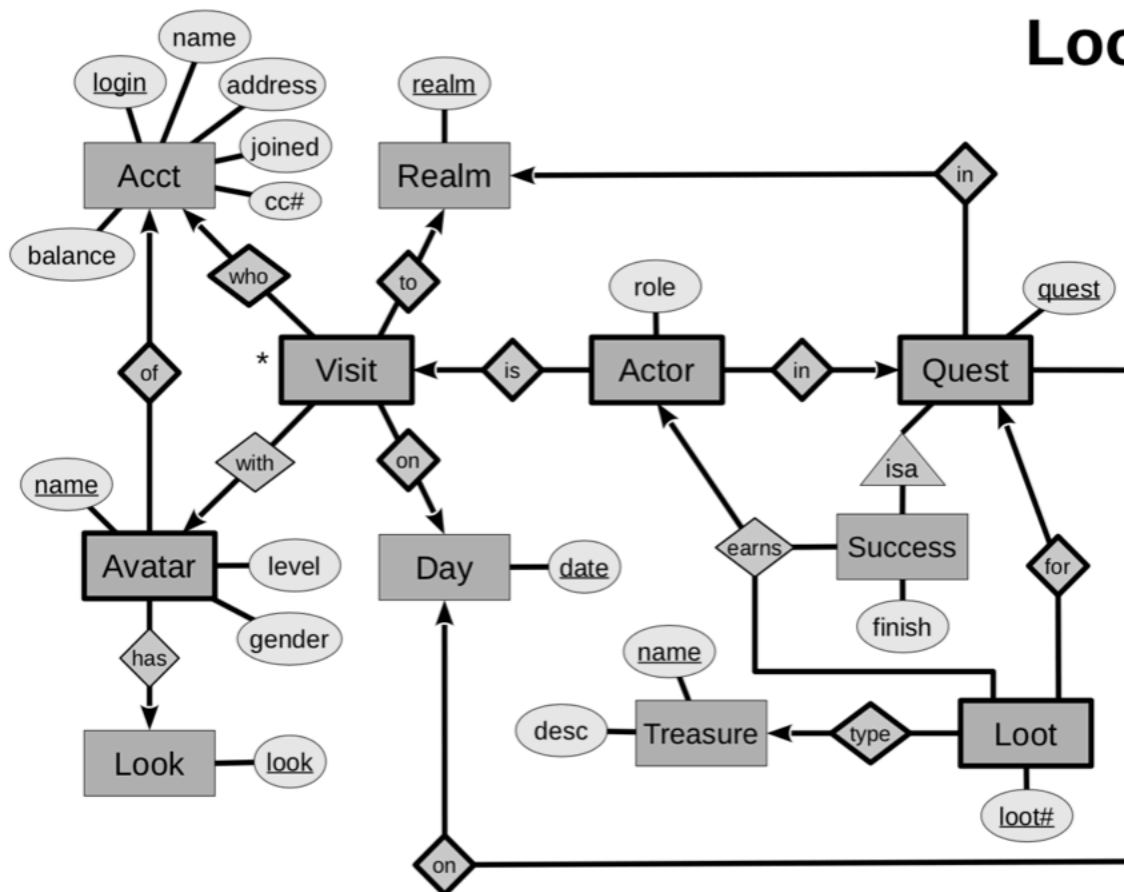 Loo
name
login
realm
address
joined
Acct
Realm
in
cc#
balance
who
to
role
quest
*
Visit
is
Actor
in
Quest
of
with
on
isa
name
earns
Success
Avatar
level
Day
date
for
gender
finish
has
name
desc
Treasure
type
Loot
Look
look
loot#
on